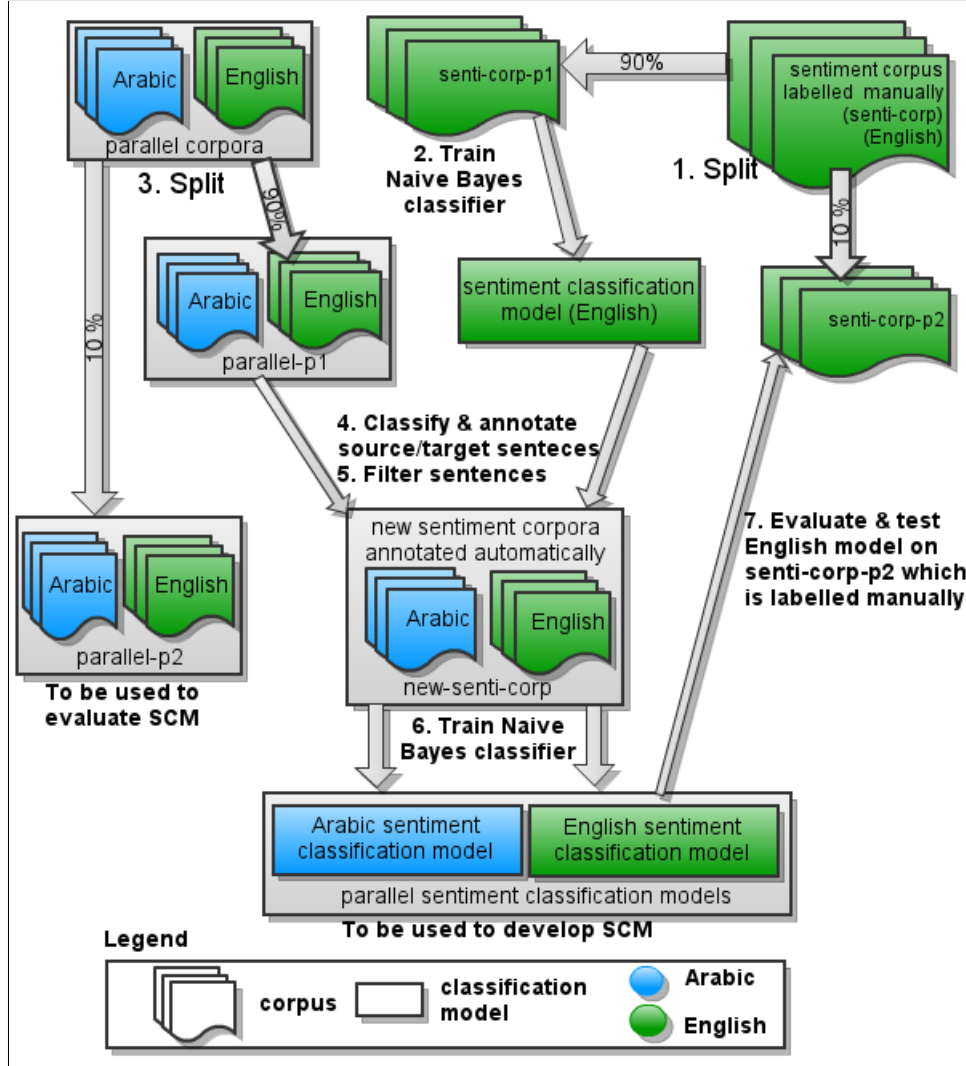 Arabic
English
parallel corpora
senti-corp-p1
90%
sentiment corpus
labelled manually
(senti-corp)
(English)
2. Train
Naive Bayes
classifier
1. Split
3. Split
90%
10 %
10 %
Arabic
English
parallel-p1
sentiment classification
model (English)
senti-corp-p2
4. Classify & annotate
source/target senteces
5. Filter sentences
new sentiment corpora
annotated automatically
Arabic
English
new-senti-corp
7. Evaluate & test
English model on
senti-corp-p2 which
is labelled manually
Arabic
English
parallel-p2
To be used to
evaluate SCM
6. Train Naive
Bayes classifier
Arabic sentiment
classification model
English sentiment
classification model
parallel sentiment classification models
To be used to develop SCM
Legend
corpus
classification
model
Arabic
English